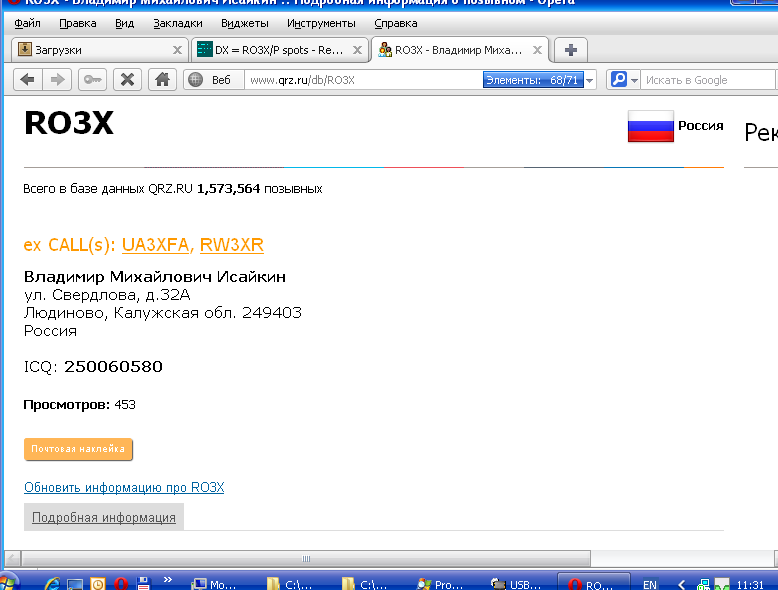 RO3X - Владимир Михайлович Исайкин :: Подробная информация о позывном - Opera
Файл Правка Вид Закладки Виджеты Инструменты Справка
Загрузки
DX = RO3X/P spots - Re...
RO3X - Владимир Миха...
Веб www.qrz.ru/db/RO3X Элементы: 68/71 Искать в Google
RO3X
Россия
Рек
Всего в базе данных QRZ.RU 1,573,564 позывных
ex CALL(s): UA3XFA, RW3XR
Владимир Михайлович Исайкин
ул. Свердлова, д.32А
Людиново, Калужская обл. 249403
Россия
ICQ: 250060580
Просмотров: 453
Почтовая наклейка
Обновить информацию про RO3X
Подробная информация
Mo... C:\... C:\... Pro... USB... RO... EN 11:31